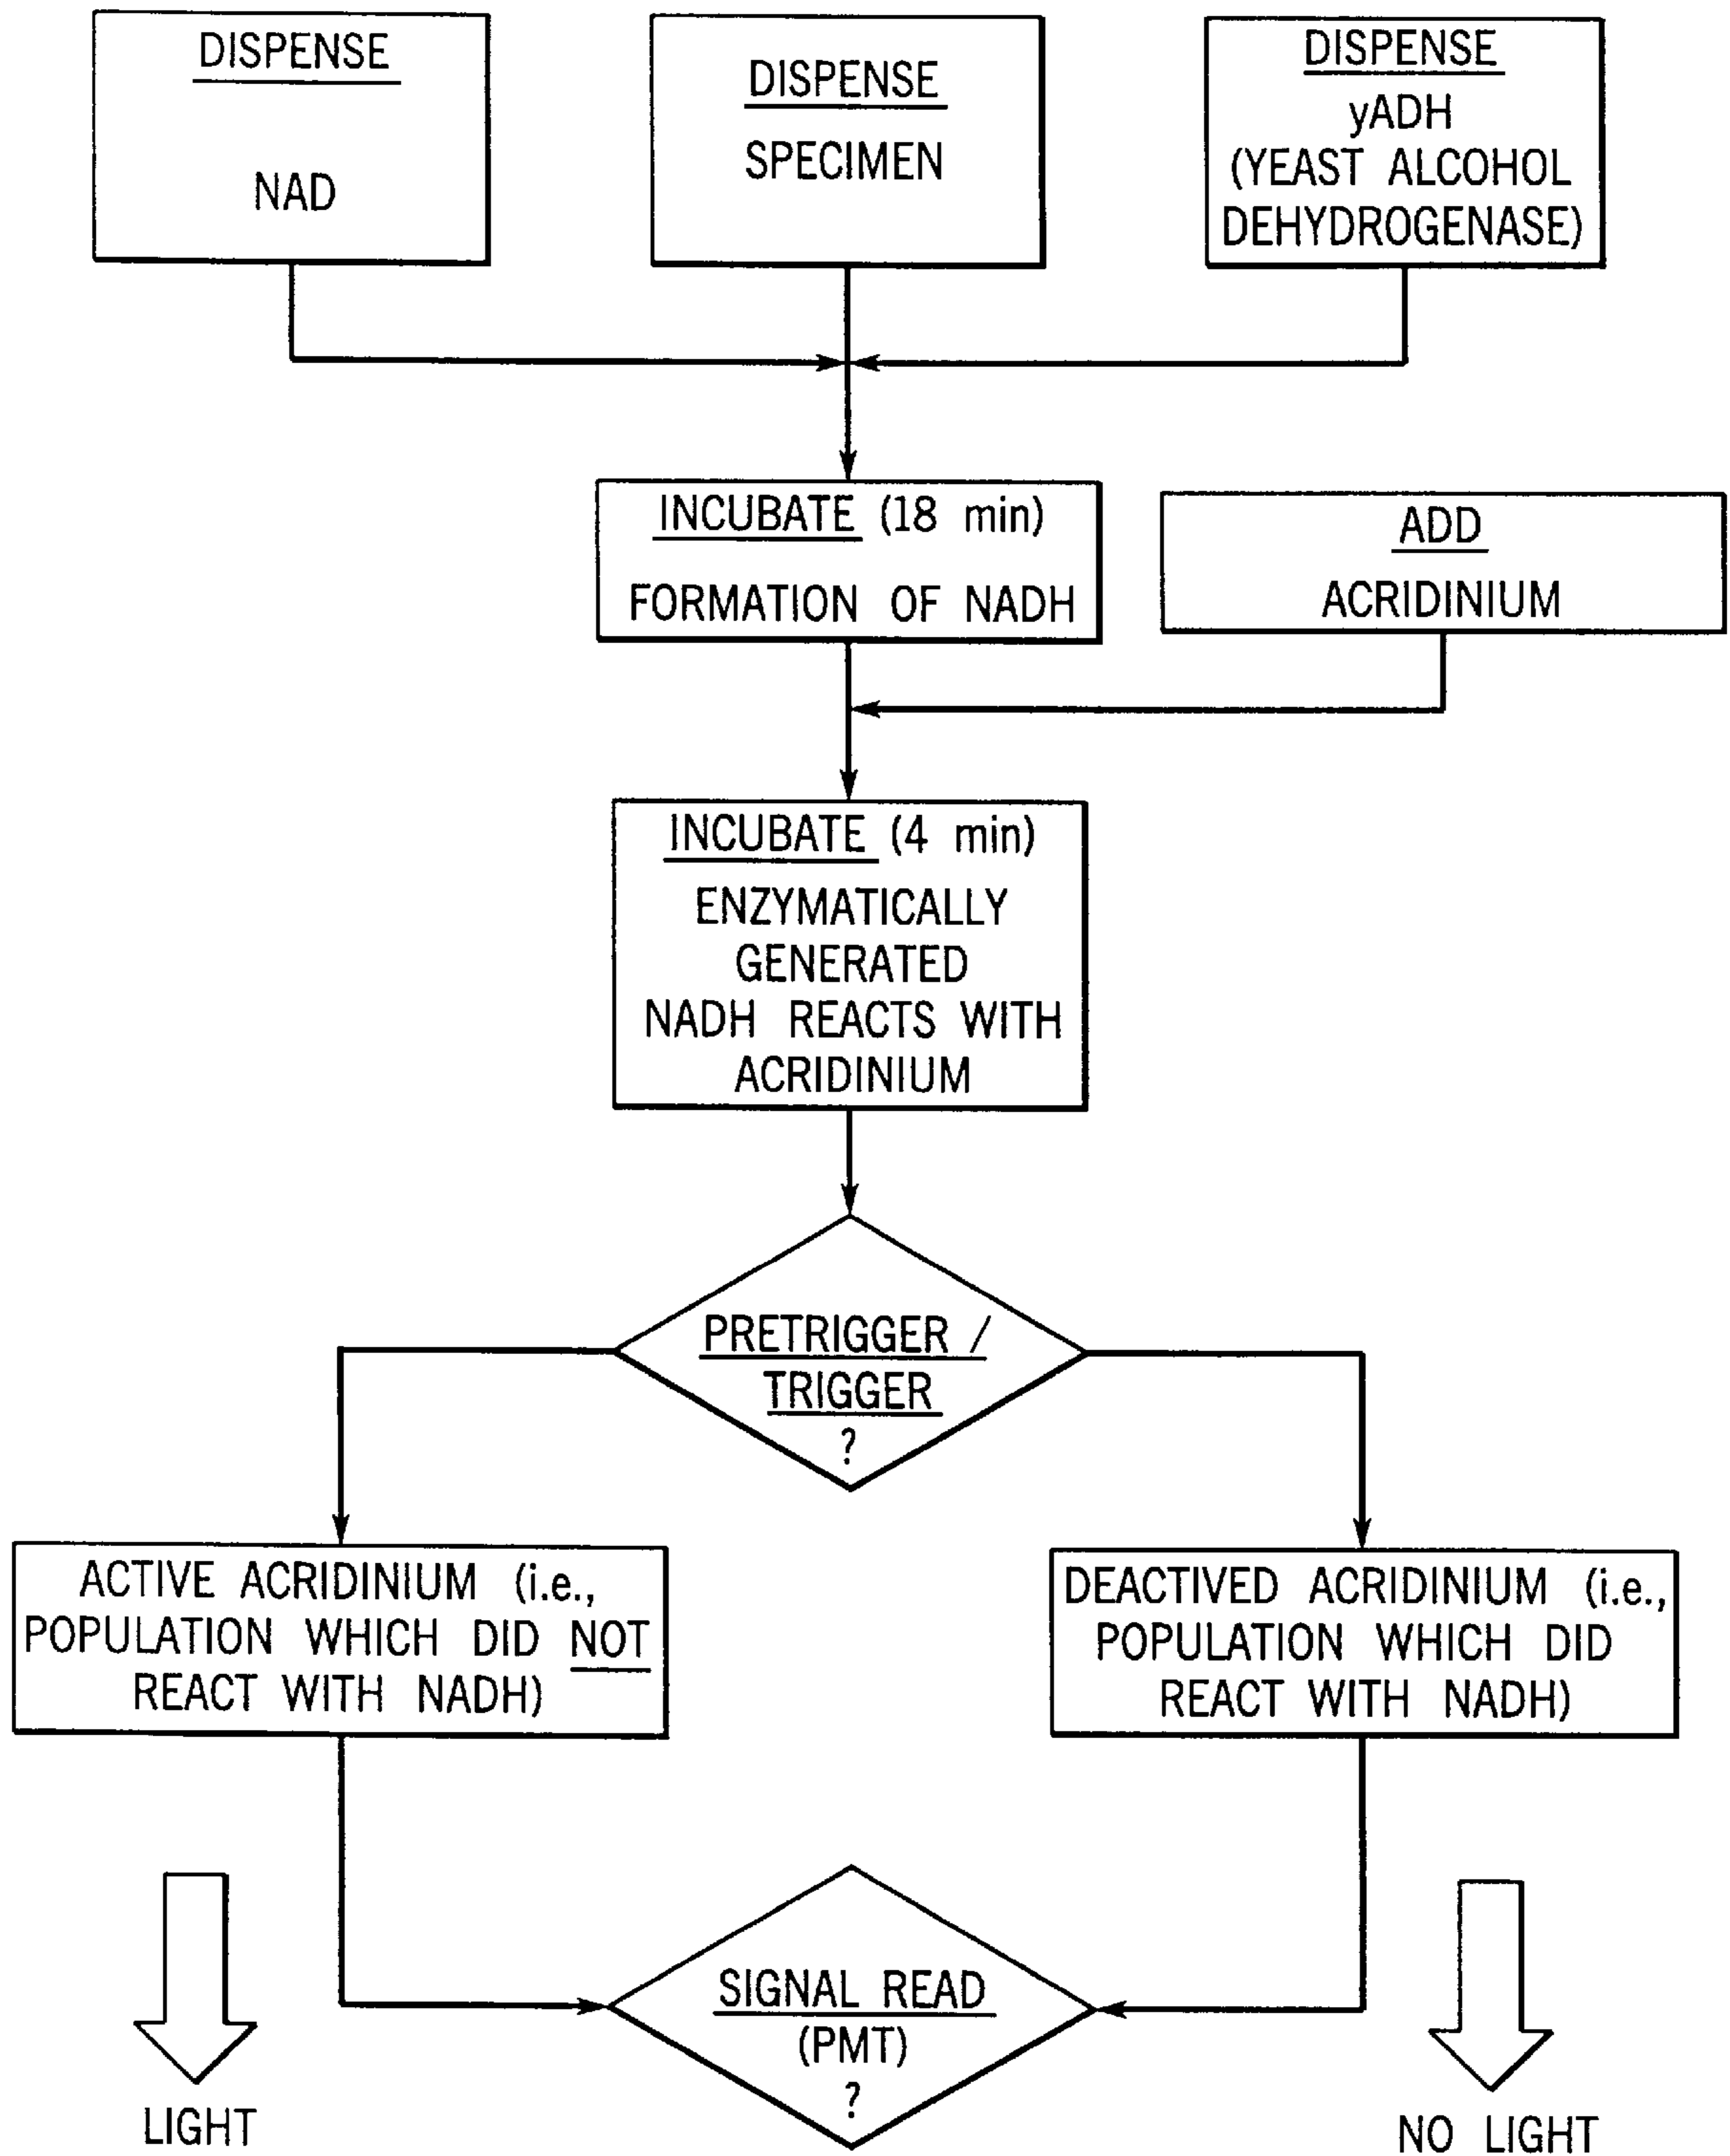 DISPENSE
NAD
DISPENSE
SPECIMEN
DISPENSE
yADH
(YEAST ALCOHOL
DEHYDROGENASE)
INCUBATE (18 min)
FORMATION OF NADH
ADD
ACRIDINIUM
INCUBATE (4 min)
ENZYMATICALLY
GENERATED
NADH REACTS WITH
ACRIDINIUM
PRETRIGGER /
TRIGGER
?
ACTIVE ACRIDINIUM (i.e.,
POPULATION WHICH DID NOT
REACT WITH NADH)
DEACTIVED ACRIDINIUM (i.e.,
POPULATION WHICH DID
REACT WITH NADH)
SIGNAL READ
(PMT)
?
LIGHT
NO LIGHT